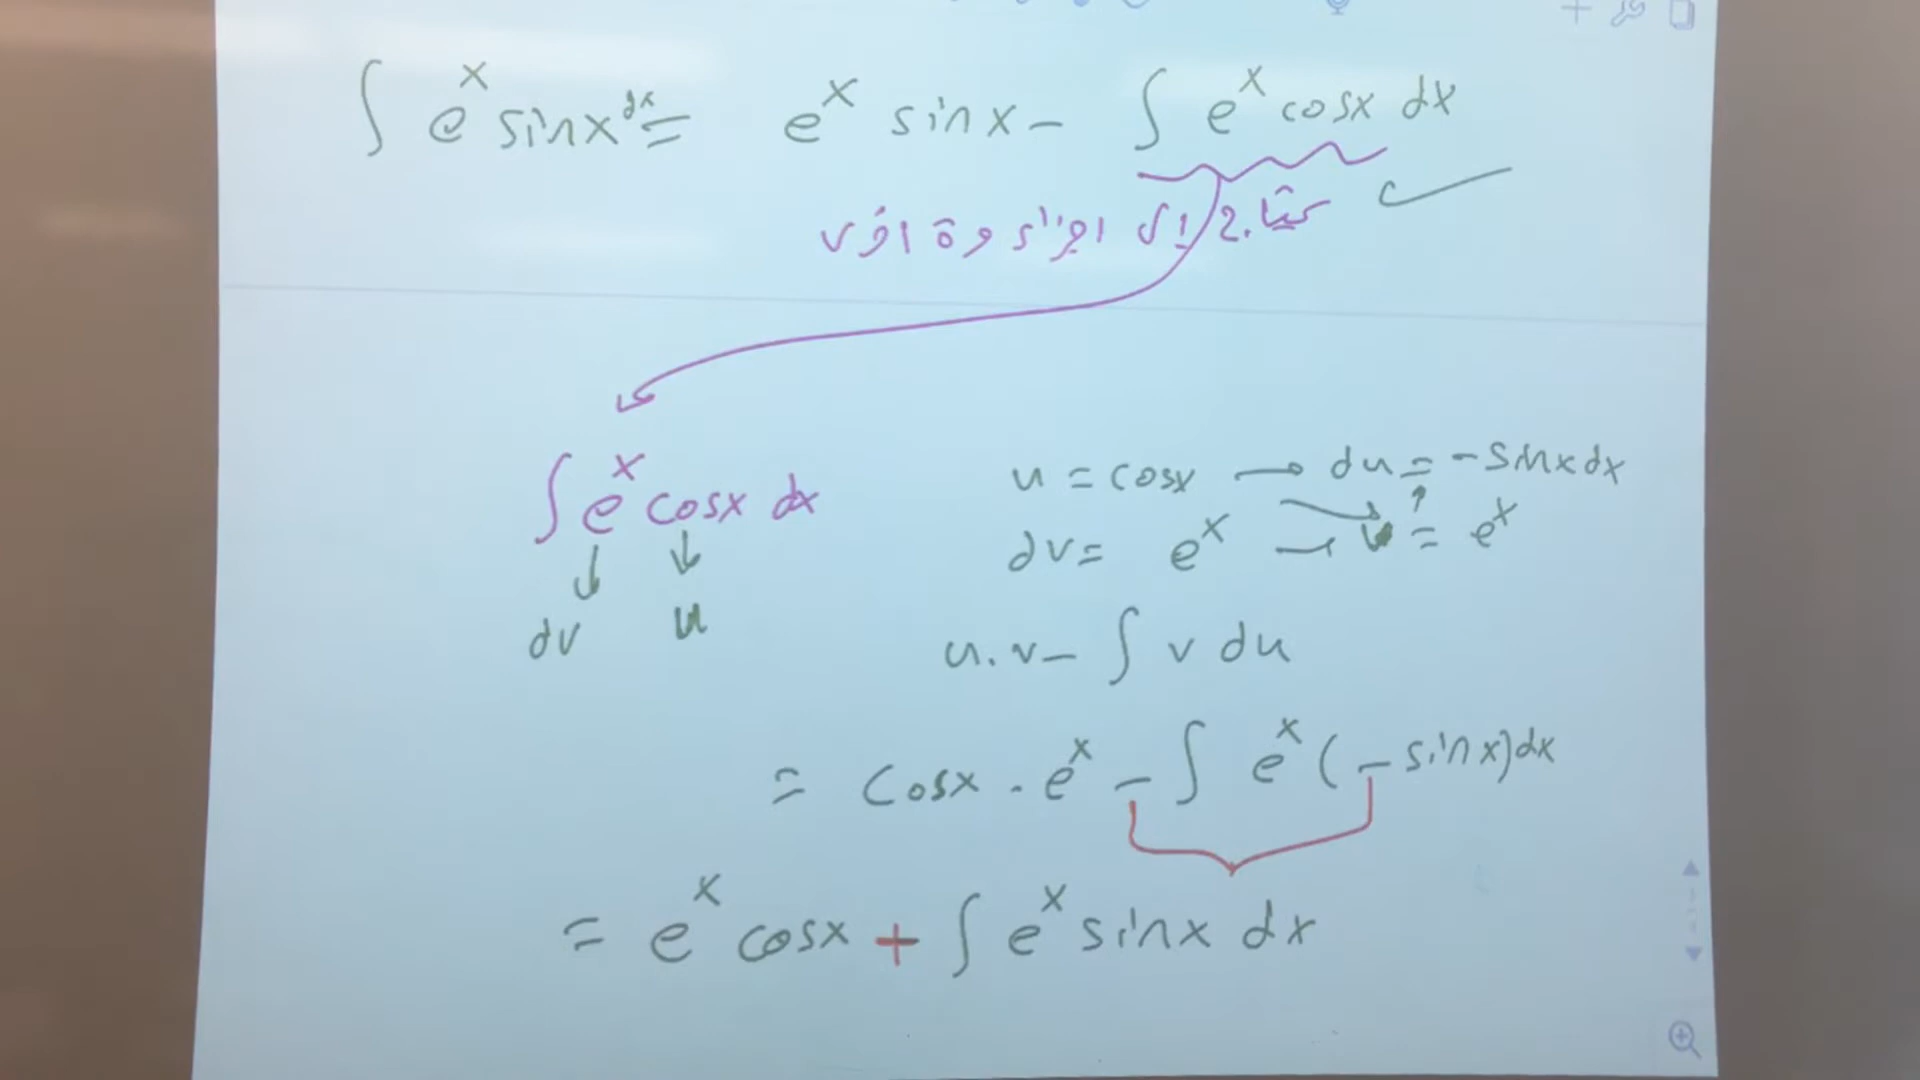 ∫ e^x sinx dx = e^x sinx - ∫ e^x cosx dx
∫ e^x cosx dx
dv u
u = cosx → du = -sinx dx
dv = e^x → v = e^x
u.v - ∫ v du
= cosx . e^x - ∫ e^x (-sinx) dx
= e^x cosx + ∫ e^x sinx dx